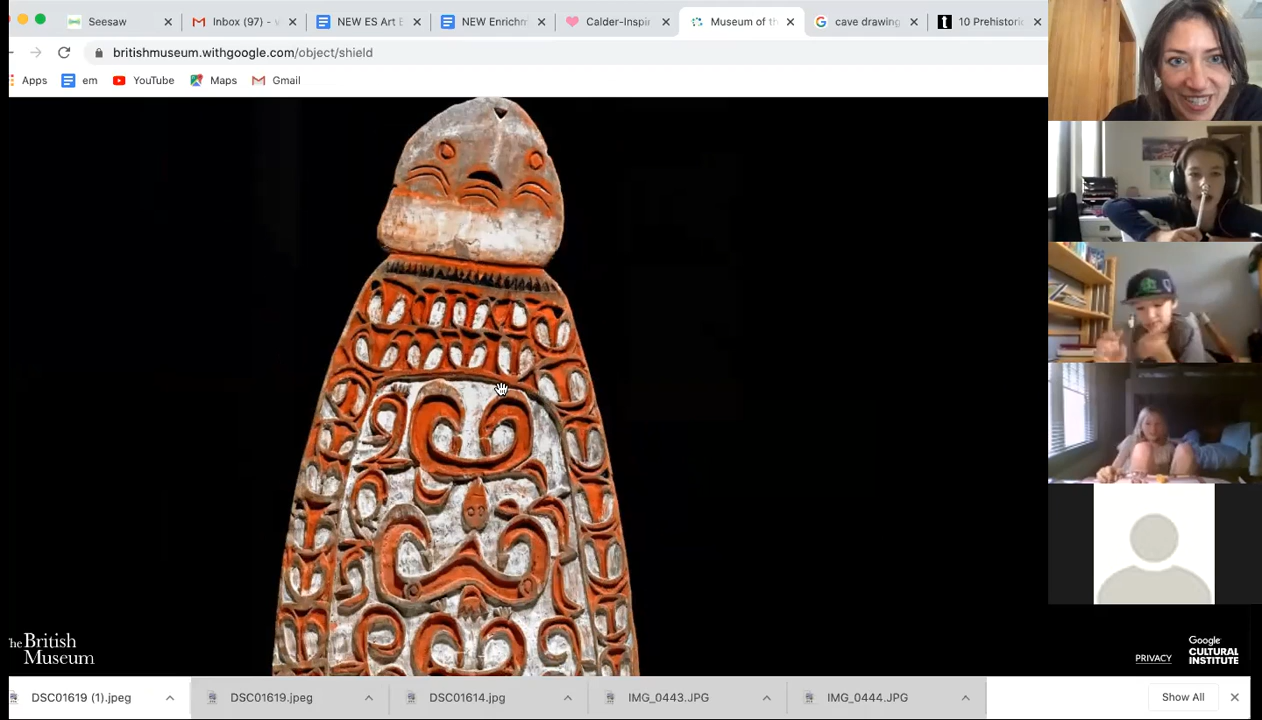 Seesaw
Inbox (97) -
NEW ES Art
NEW Enrichm
Calder-Inspir
Museum of th
cave drawing
10 Prehistori
britishmuseum.withgoogle.com/object/shield
Apps
em
YouTube
Maps
Gmail
The British
Museum
Google
CULTURAL
INSTITUTE
PRIVACY
DSC01619 (1).jpeg
DSC01619.jpeg
DSC01614.jpg
IMG_0443.JPG
IMG_0444.JPG
Show All